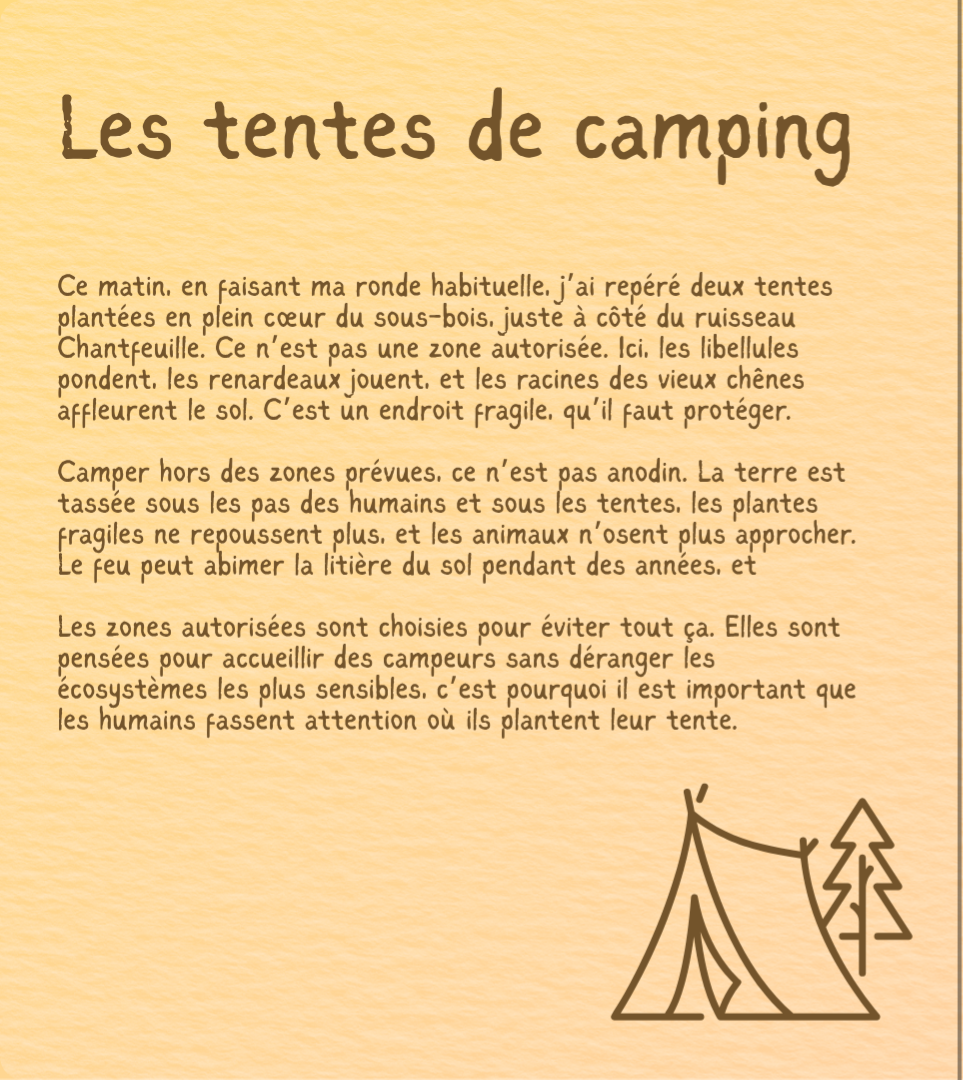 Les tentes de camping
Ce matin, en faisant ma ronde habituelle, j'ai repéré deux tentes
plantées en plein cœur du sous-bois, juste à côté du ruisseau
Chantfeuille. Ce n'est pas une zone autorisée. Ici, les libellules
pondent, les renardeaux jouent, et les racines des vieux chênes
affleurent le sol. C'est un endroit fragile, qu'il faut protéger.
Camper hors des zones prévues, ce n'est pas anodin. La terre est
tassée sous les pas des humains et sous les tentes, les plantes
fragiles ne repoussent plus, et les animaux n'osent plus approcher.
Le feu peut abimer la litière du sol pendant des années, et
Les zones autorisées sont choisies pour éviter tout ça. Elles sont
pensées pour accueillir des campeurs sans déranger les
écosystèmes les plus sensibles, c'est pourquoi il est important que
les humains fassent attention où ils plantent leur tente.